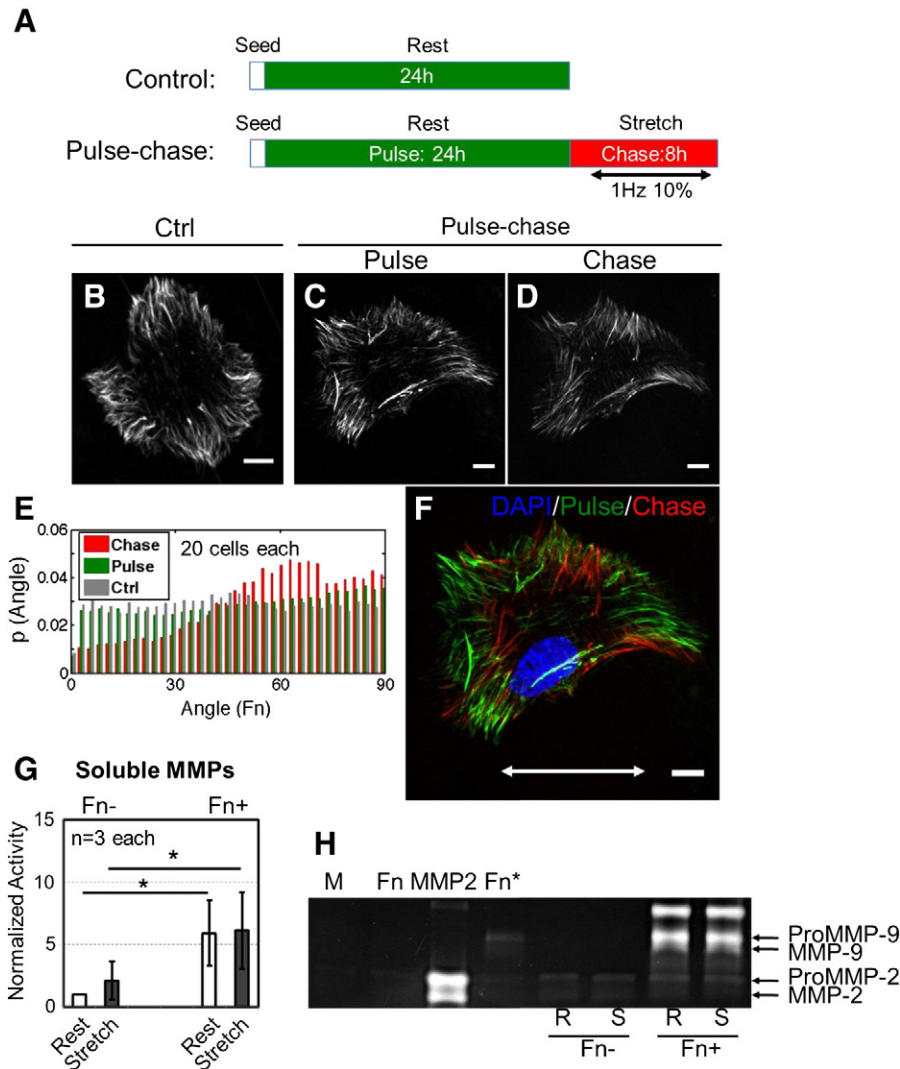 A
Seed Rest
Control: 24h
Seed Rest Stretch
Pulse-chase: Pulse: 24h Chase:8h
1Hz 10%
Ctrl Pulse-chase
Pulse Chase
B C D
E
0.06
0.04
0.02
0
p (Angle)
Chase
Pulse
Ctrl
20 cells each
0 30 60 90
Angle (Fn)
F
DAPI/Pulse/Chase
G
Soluble MMPs
Fn- Fn+
15
10
5
0
Normalized Activity
n=3 each
*
*
Rest
Stretch
Rest
Stretch
H
M Fn MMP2 Fn*
ProMMP-9
MMP-9
ProMMP-2
MMP-2
R S R S
Fn- Fn+